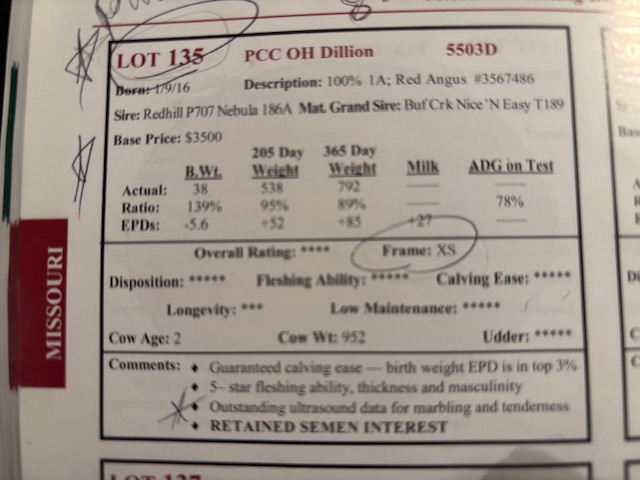 LOT 135 PCC OH Dillion 5503D
Born: 1/9/16 Description: 100% 1A; Red Angus #3567486
Sire: Redhill P707 Nebula 186A Mat. Grand Sire: Buf Crk Nice 'N Easy T189
Base Price: $3500
205 Day 365 Day
B.Wt. Weight Weight Milk ADG on Test
Actual: 38 538 792 —— 
Ratio: 139% 95% 89% —— 78%
EPDs: -5.6 +52 +85 +27 ——
Overall Rating: **** Frame: XS
Disposition: ***** Fleshing Ability: ***** Calving Ease: *****
Longevity: *** Low Maintenance: *****
Cow Age: 2 Cow Wt: 952 Udder: *****
Comments: ♦ Guaranteed calving ease — birth weight EPD is in top 3%
♦ 5– star fleshing ability, thickness and masculinity
♦ Outstanding ultrasound data for marbling and tenderness
♦ RETAINED SEMEN INTEREST
MISSOURI
LOT 137